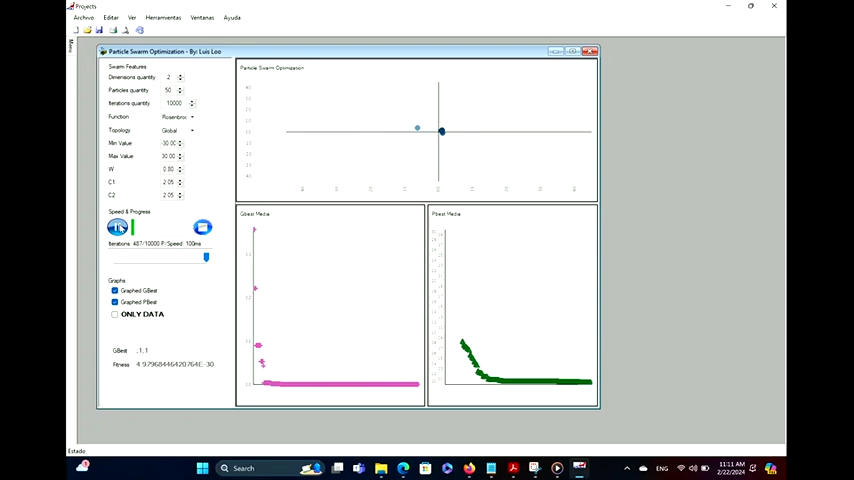 Projects
Archivo Editar Ver Herramientas Ventanas Ayuda
Menu
Particle Swarm Optimization - By: Luis Loo
Swarm Features
Dimensions quantity 2
Particles quantity 50
Iterations quantity 10000
Function Rosenbroc
Topology Global
Min Value -30.00
Max Value 30.00
W 0.80
C1 2.05
C2 2.05
Speed & Progress
Iterations: 487/10000 P/Speed: 100ms
Graphs
Graphed GBest
Graphed PBest
ONLY DATA
GBest , 1; 1
Fitness 4.97968446420764E-30
Particle Swarm Optimization
Gbest Media
Pbest Media
Estado
Search
ENG
11:11 AM
2/22/2024